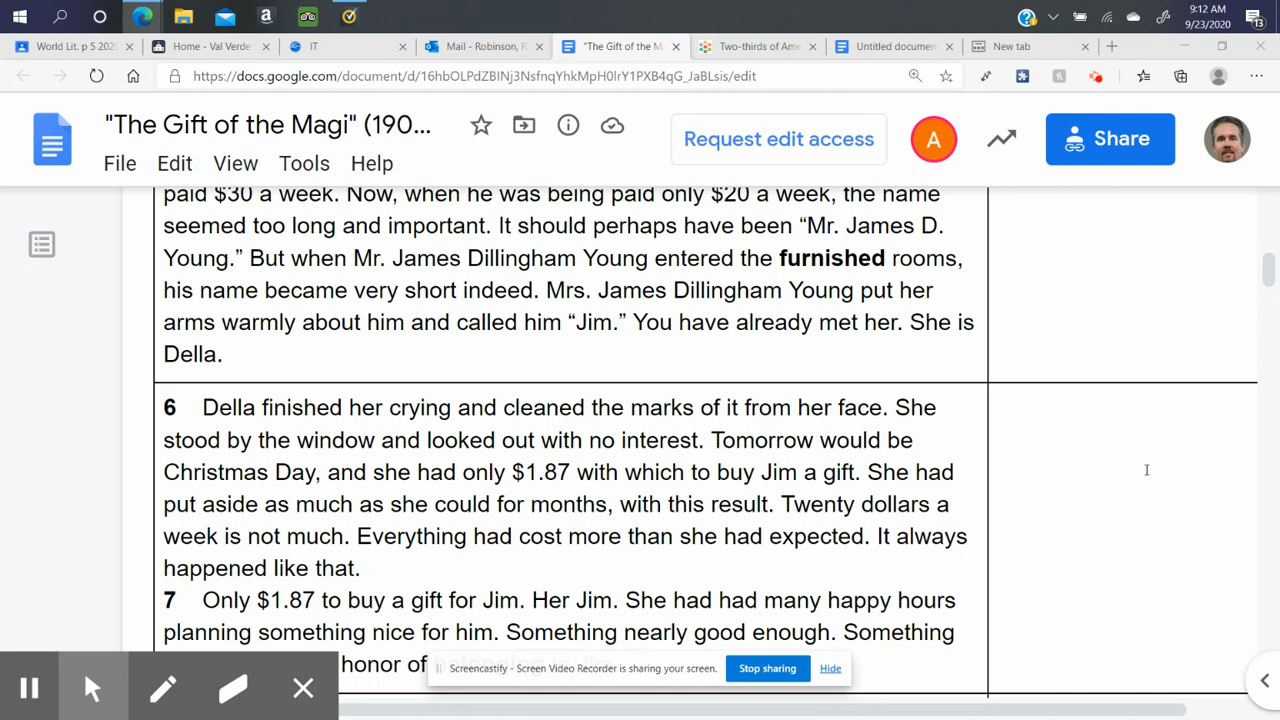 9:12 AM
9/23/2020
13
World Lit. p 5 202
Home - Val Verde
IT
Mail - Robinson, R
"The Gift of the M
Two-thirds of Ame
Untitled documen
New tab
https://docs.google.com/document/d/16hbOLPdZBINj3NsfnqYhkMpH0lrY1PXB4qG_JaBLsis/edit
"The Gift of the Magi" (190...
Request edit access
A
Share
File Edit View Tools Help
paid $30 a week. Now, when he was being paid only $20 a week, the name
seemed too long and important. It should perhaps have been “Mr. James D.
Young.” But when Mr. James Dillingham Young entered the furnished rooms,
his name became very short indeed. Mrs. James Dillingham Young put her
arms warmly about him and called him “Jim.” You have already met her. She is
Della.
6 Della finished her crying and cleaned the marks of it from her face. She
stood by the window and looked out with no interest. Tomorrow would be
Christmas Day, and she had only $1.87 with which to buy Jim a gift. She had
put aside as much as she could for months, with this result. Twenty dollars a
week is not much. Everything had cost more than she had expected. It always
happened like that.
7 Only $1.87 to buy a gift for Jim. Her Jim. She had had many happy hours
planning something nice for him. Something nearly good enough. Something
honor of
Screencastify - Screen Video Recorder is sharing your screen.
Stop sharing
Hide